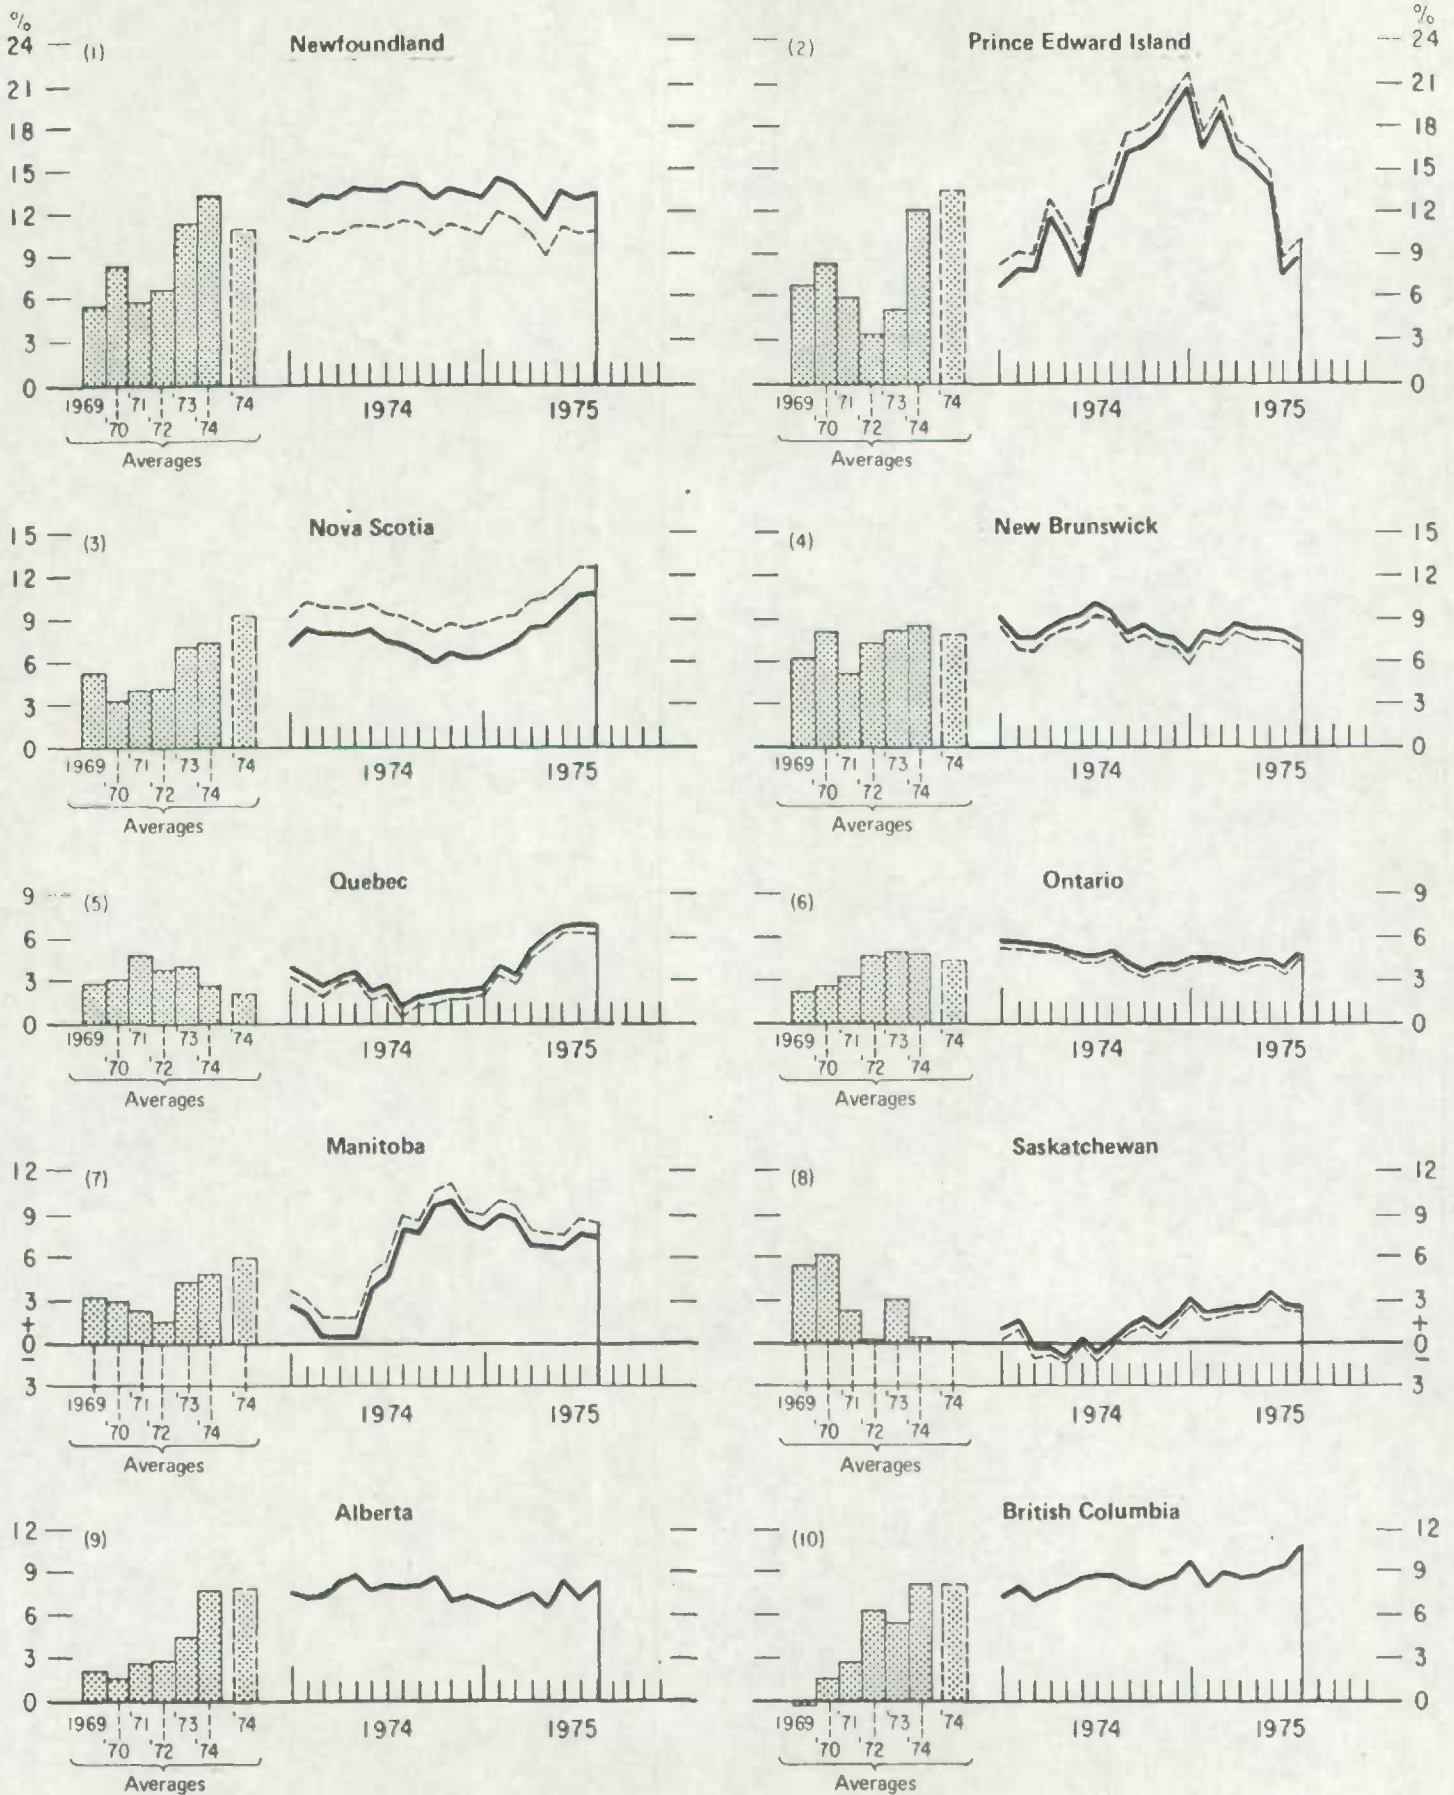 % %
24 (1) Newfoundland (2) Prince Edward Island 24
21 21
18 18
15 15
12 12
9 9
6 6
3 3
0 0
1969 '71 '73 '74 1974 1975 1969 '71 '73 '74 1974 1975
'70 '72 '74 '70 '72 '74
Averages Averages
15 (3) Nova Scotia (4) New Brunswick 15
12 12
9 9
6 6
3 3
0 0
1969 '71 '73 '74 1974 1975 1969 '71 '73 '74 1974 1975
'70 '72 '74 '70 '72 '74
Averages Averages
Quebec Ontario
9 (5) (6) 9
6 6
3 3
0 0
1969 '71 '73 '74 1974 1975 1969 '71 '73 '74 1974 1975
'70 '72 '74 '70 '72 '74
Averages Averages
Manitoba Saskatchewan
12 (7) (8) 12
9 9
6 6
3 3
+ +
0 0
− −
3 3
1969 '71 '73 '74 1974 1975 1969 '71 '73 '74 1974 1975
'70 '72 '74 '70 '72 '74
Averages Averages
Alberta British Columbia
12 (9) (10) 12
9 9
6 6
3 3
0 0
1969 '71 '73 '74 1974 1975 1969 '71 '73 '74 1974 1975
'70 '72 '74 '70 '72 '74
Averages Averages